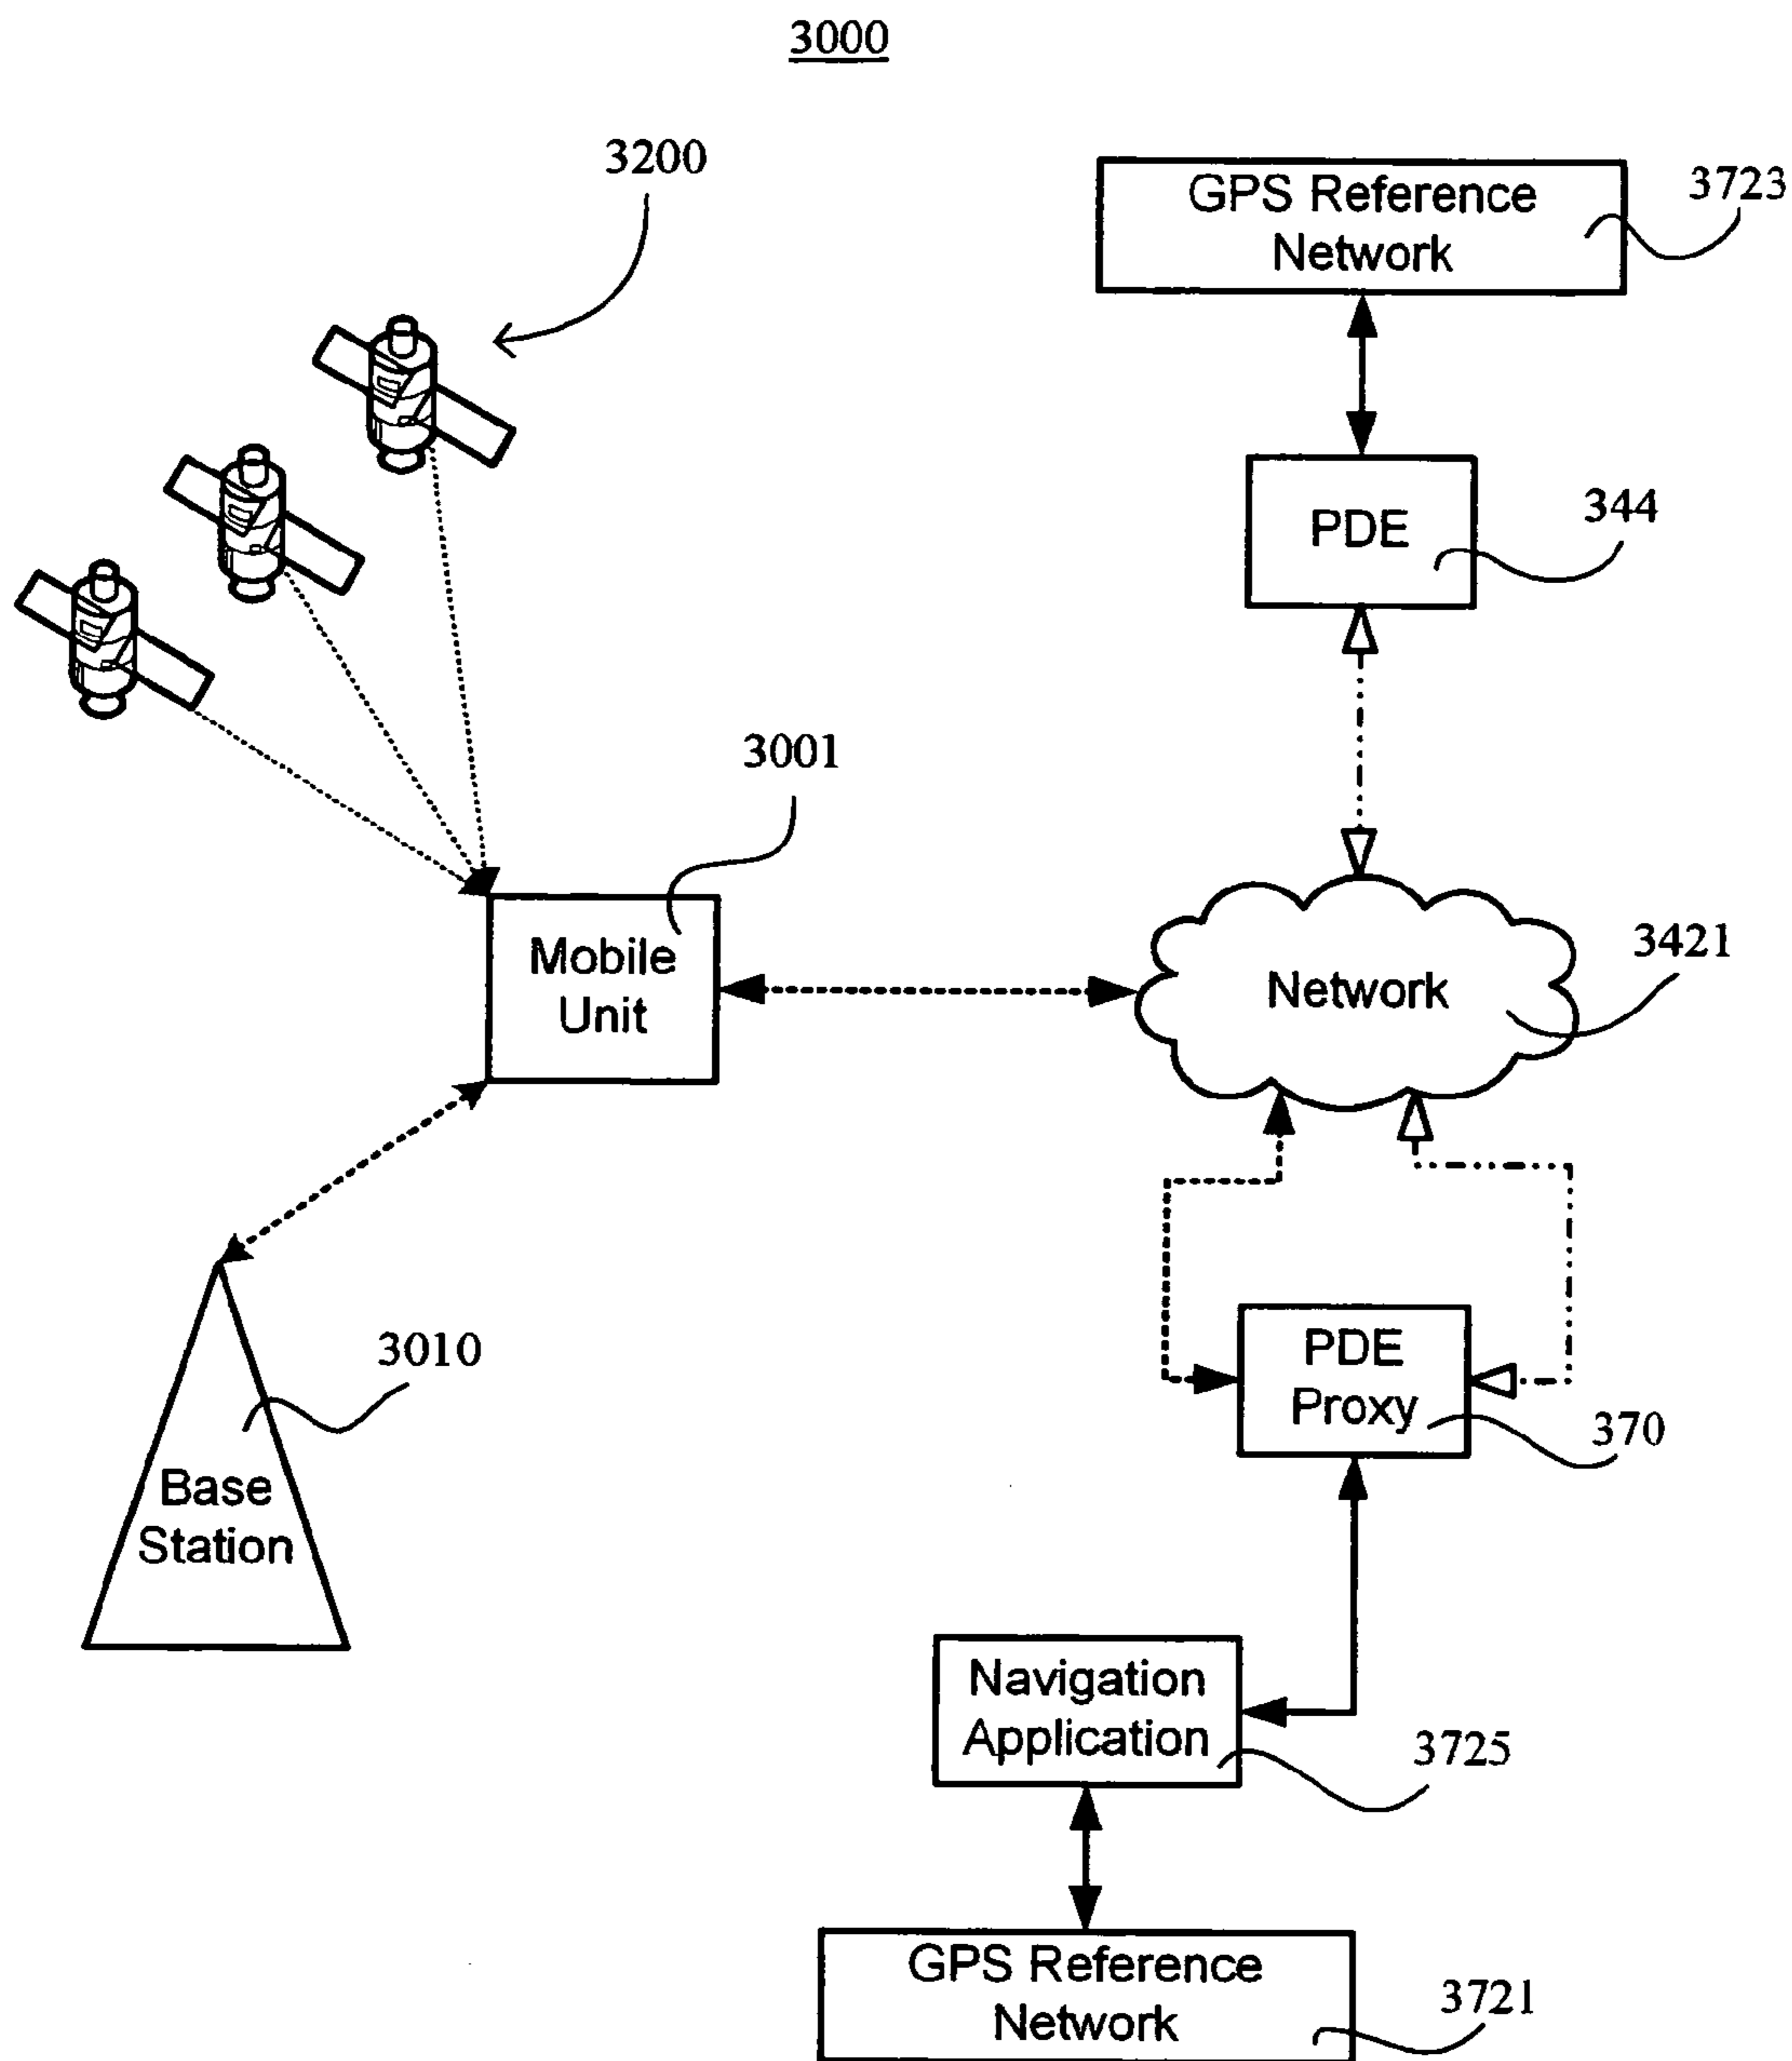 3000
3200
GPS Reference
Network
3723
PDE
344
3001
Mobile
Unit
Network
3421
3010
Base
Station
PDE
Proxy
370
Navigation
Application
3725
GPS Reference
Network
3721